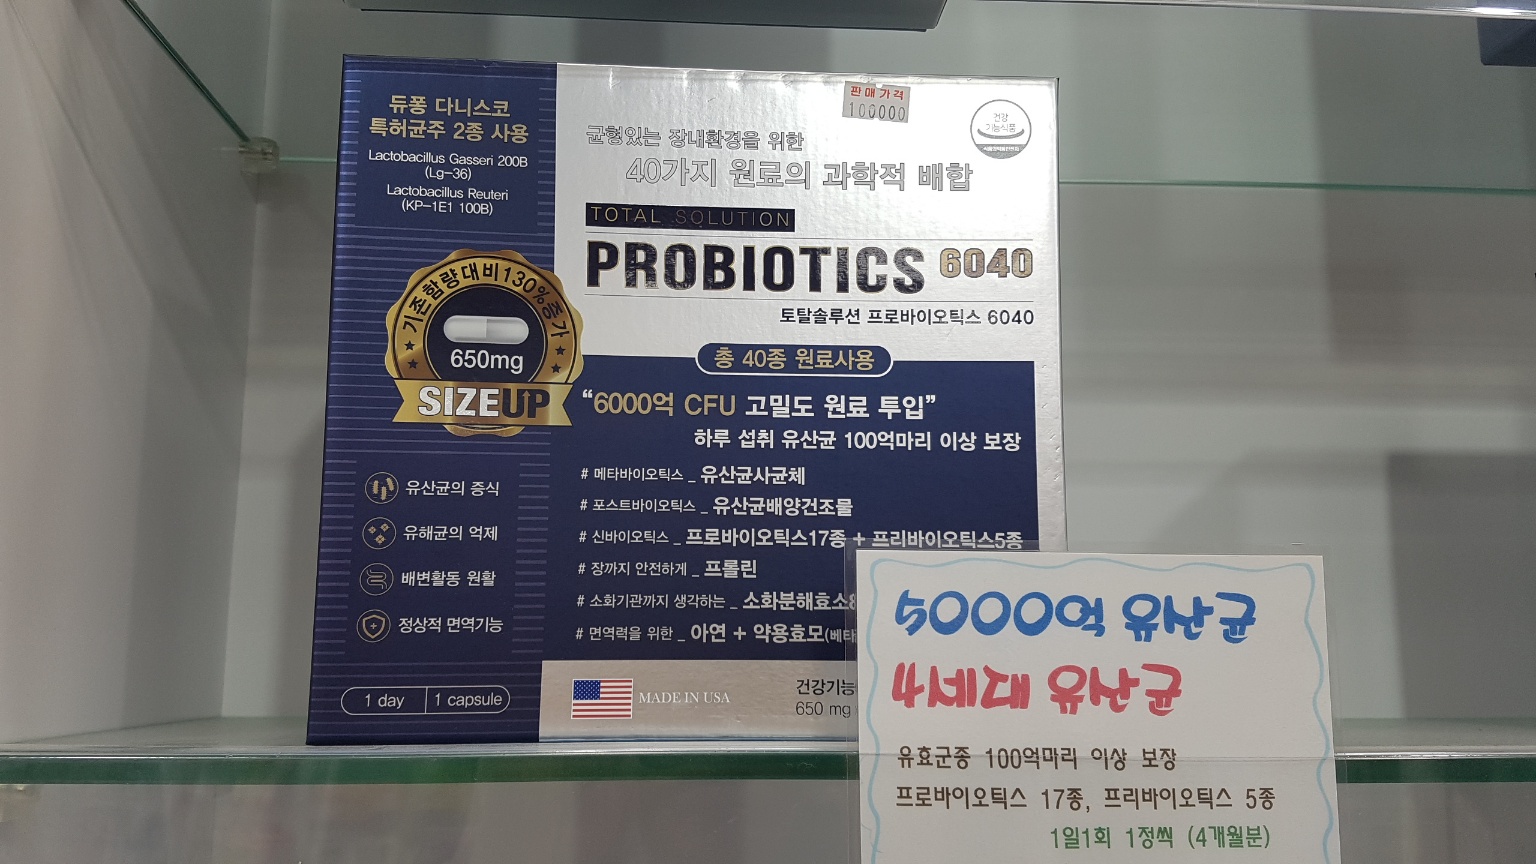 듀퐁 다니스코
특허균주 2종 사용
Lactobacillus Gasseri 200B
(Lg-36)
Lactobacillus Reuteri
(KP-1E1 100B)
기존함량대비130%증가
650mg
SIZEUP
유산균의 증식
유해균의 억제
배변활동 원활
정상적 면역기능
1 day 1 capsule
판매가격
100000
건강
기능식품
균형있는 장내환경을 위한
40가지 원료의 과학적 배합
TOTAL SOLUTION
PROBIOTICS 6040
토탈솔루션 프로바이오틱스 6040
총 40종 원료사용
“6000억 CFU 고밀도 원료 투입”
하루 섭취 유산균 100억마리 이상 보장
# 메타바이오틱스 _ 유산균사균체
# 포스트바이오틱스 _ 유산균배양건조물
# 신바이오틱스 _ 프로바이오틱스17종 + 프리바이오틱스5종
# 장까지 안전하게 _ 프롤린
# 소화기관까지 생각하는 _ 소화분해효소8
# 면역력을 위한 _ 아연 + 약용효모(베타
MADE IN USA
건강기능
650 mg
5000억 유산균
4세대 유산균
유효균종 100억마리 이상 보장
프로바이오틱스 17종, 프리바이오틱스 5종
1일1회 1정씩 (4개월분)